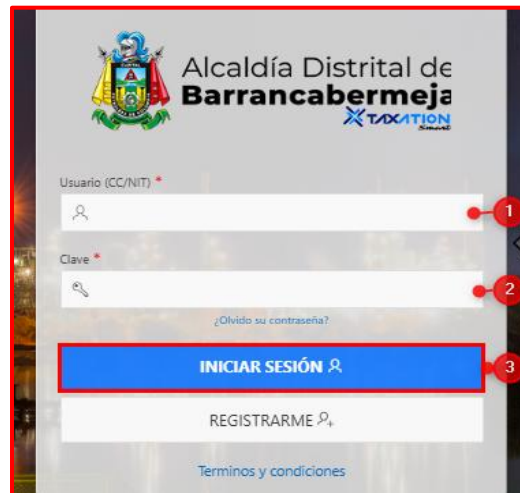 Alcaldía Distrital de
Barrancabermeja
TAXATION
Smart
Usuario (CC/NIT) *
1
Clave *
2
¿Olvido su contraseña?
INICIAR SESIÓN
3
REGISTRARME
Terminos y condiciones